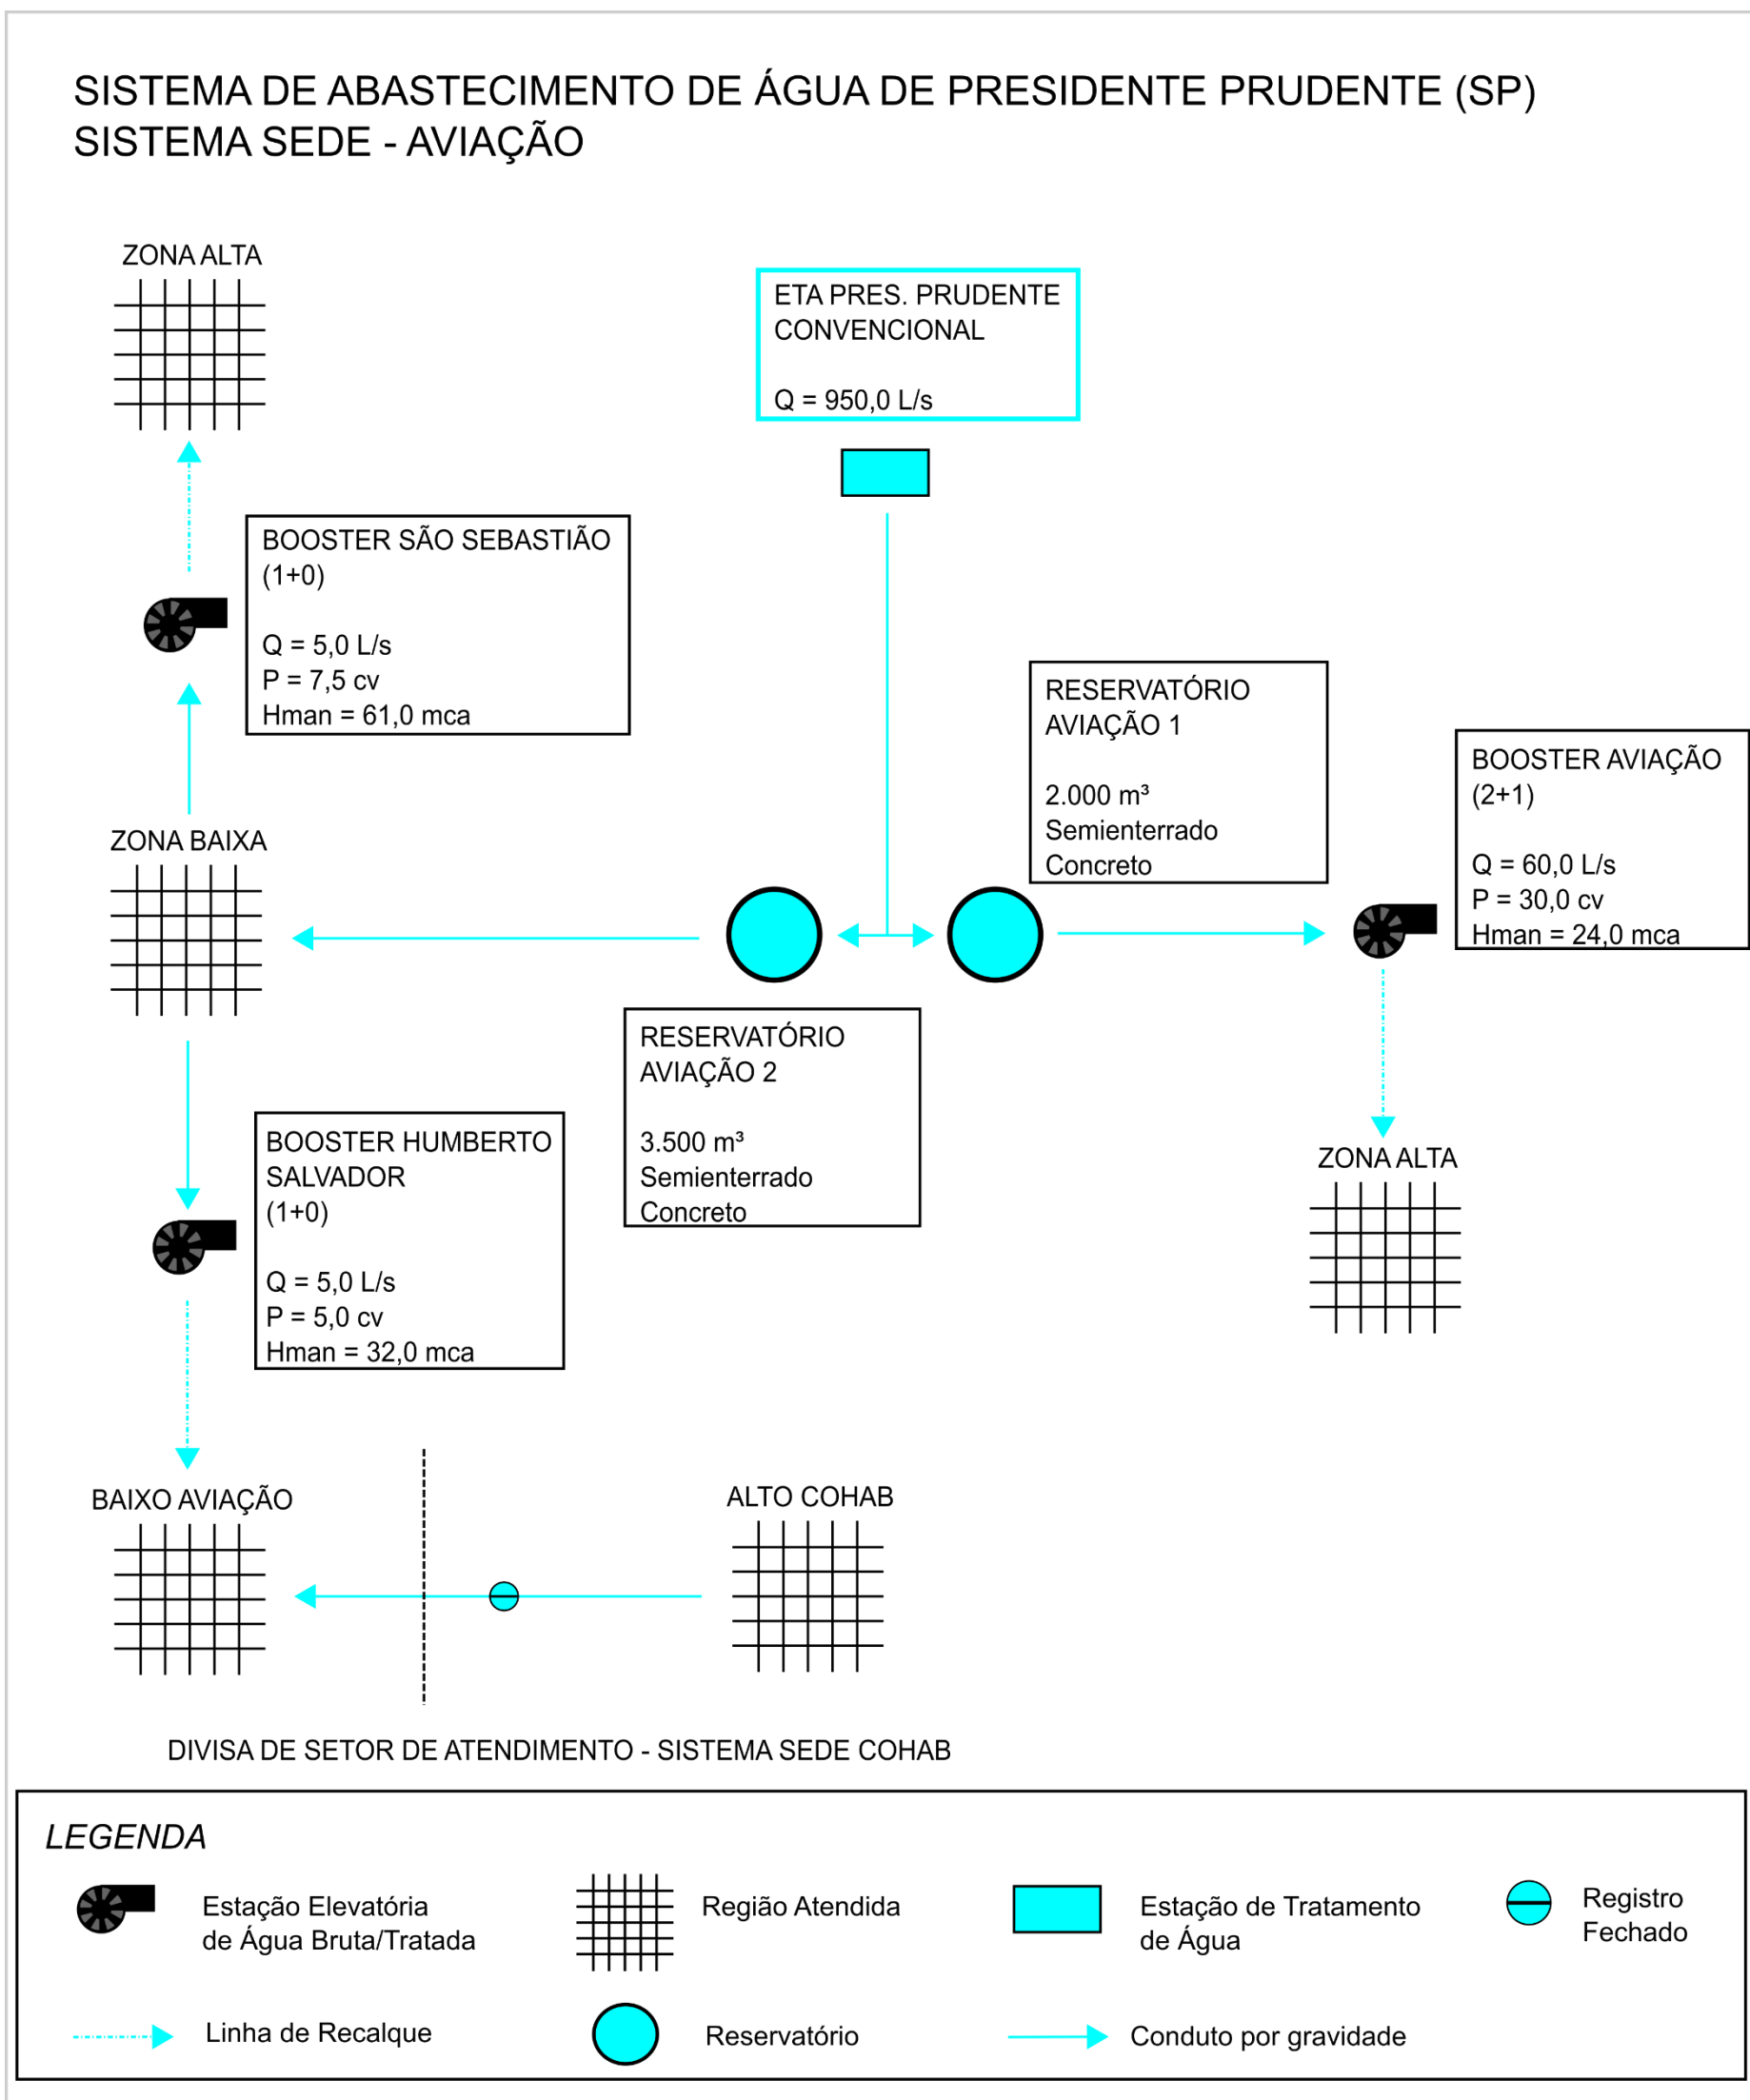 SISTEMA DE ABASTECIMENTO DE ÁGUA DE PRESIDENTE PRUDENTE (SP)
SISTEMA SEDE - AVIAÇÃO
ZONA ALTA
ETA PRES. PRUDENTE
CONVENCIONAL
Q = 950,0 L/s
BOOSTER SÃO SEBASTIÃO
(1+0)
Q = 5,0 L/s
P = 7,5 cv
Hman = 61,0 mca
RESERVATÓRIO
AVIAÇÃO 1
2.000 m³
Semienterrado
Concreto
BOOSTER AVIAÇÃO
(2+1)
Q = 60,0 L/s
P = 30,0 cv
Hman = 24,0 mca
ZONA BAIXA
RESERVATÓRIO
AVIAÇÃO 2
3.500 m³
Semienterrado
Concreto
BOOSTER HUMBERTO
SALVADOR
(1+0)
Q = 5,0 L/s
P = 5,0 cv
Hman = 32,0 mca
ZONA ALTA
BAIXO AVIAÇÃO
ALTO COHAB
DIVISA DE SETOR DE ATENDIMENTO - SISTEMA SEDE COHAB
LEGENDA
Estação Elevatória
de Água Bruta/Tratada
Região Atendida
Estação de Tratamento
de Água
Registro
Fechado
Linha de Recalque
Reservatório
Conduto por gravidade